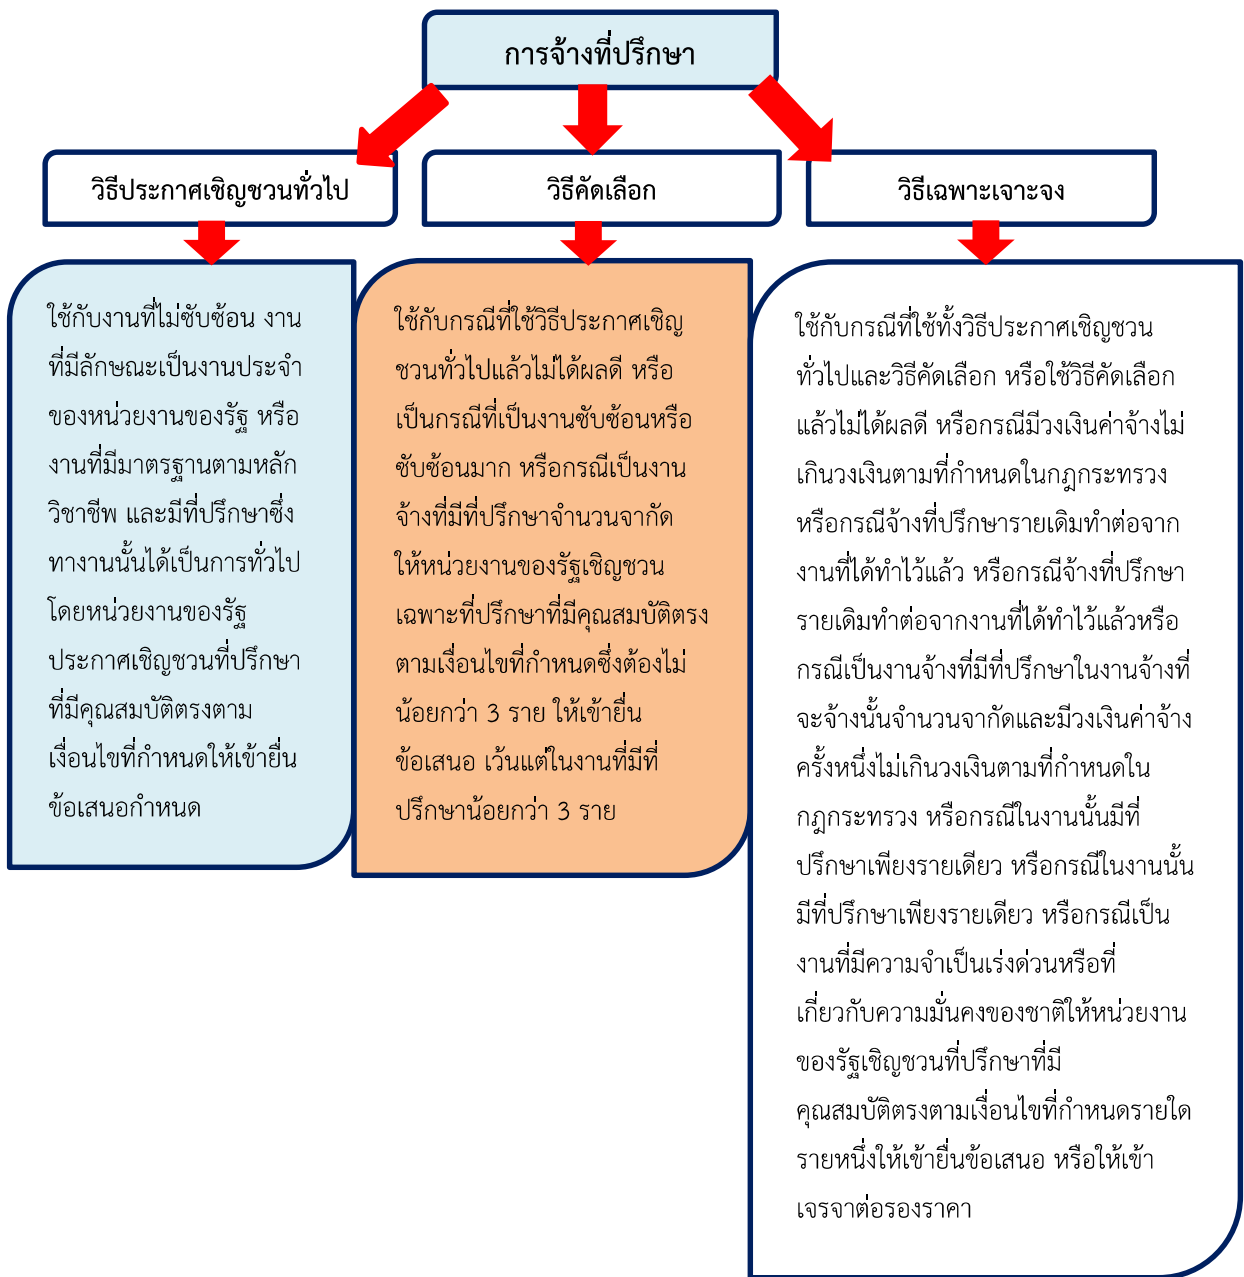 การจ้างที่ปรึกษา
วิธีประกาศเชิญชวนทั่วไป
วิธีคัดเลือก
วิธีเฉพาะเจาะจง
ใช้กับงานที่ไม่ซับซ้อน งาน
ที่มีลักษณะเป็นงานประจำ
ของหน่วยงานของรัฐ หรือ
งานที่มีมาตรฐานตามหลัก
วิชาชีพ และมีที่ปรึกษาซึ่ง
ทางานนั้นได้เป็นการทั่วไป
โดยหน่วยงานของรัฐ
ประกาศเชิญชวนที่ปรึกษา
ที่มีคุณสมบัติตรงตาม
เงื่อนไขที่กำหนดให้เข้ายื่น
ข้อเสนอกำหนด
ใช้กับกรณีที่ใช้วิธีประกาศเชิญ
ชวนทั่วไปแล้วไม่ได้ผลดี หรือ
เป็นกรณีที่เป็นงานซับซ้อนหรือ
ซับซ้อนมาก หรือกรณีเป็นงาน
จ้างที่มีที่ปรึกษาจำนวนจากัด
ให้หน่วยงานของรัฐเชิญชวน
เฉพาะที่ปรึกษาที่มีคุณสมบัติตรง
ตามเงื่อนไขที่กำหนดซึ่งต้องไม่
น้อยกว่า 3 ราย ให้เข้ายื่น
ข้อเสนอ เว้นแต่ในงานที่มีที่
ปรึกษาน้อยกว่า 3 ราย
ใช้กับกรณีที่ใช้ทั้งวิธีประกาศเชิญชวน
ทั่วไปและวิธีคัดเลือก หรือใช้วิธีคัดเลือก
แล้วไม่ได้ผลดี หรือกรณีมีวงเงินค่าจ้างไม่
เกินวงเงินตามที่กำหนดในกฎกระทรวง
หรือกรณีจ้างที่ปรึกษารายเดิมทำต่อจาก
งานที่ได้ทำไว้แล้ว หรือกรณีจ้างที่ปรึกษา
รายเดิมทำต่อจากงานที่ได้ทำไว้แล้วหรือ
กรณีเป็นงานจ้างที่มีที่ปรึกษาในงานจ้างที่
จะจ้างนั้นจำนวนจากัดและมีวงเงินค่าจ้าง
ครั้งหนึ่งไม่เกินวงเงินตามที่กำหนดใน
กฎกระทรวง หรือกรณีในงานนั้นมีที่
ปรึกษาเพียงรายเดียว หรือกรณีในงานนั้น
มีที่ปรึกษาเพียงรายเดียว หรือกรณีเป็น
งานที่มีความจำเป็นเร่งด่วนหรือที่
เกี่ยวกับความมั่นคงของชาติให้หน่วยงาน
ของรัฐเชิญชวนที่ปรึกษาที่มี
คุณสมบัติตรงตามเงื่อนไขที่กำหนดรายใด
รายหนึ่งให้เข้ายื่นข้อเสนอ หรือให้เข้า
เจรจาต่อรองราคา